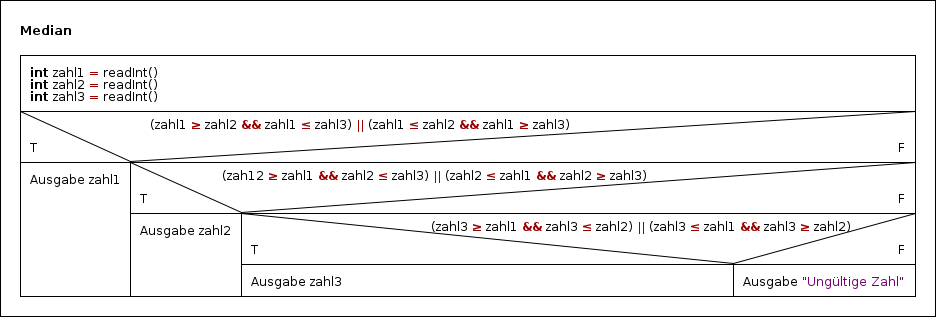 Median
int zahl1 = readInt()
int zahl2 = readInt()
int zahl3 = readInt()
(zahl1 ≥ zahl2 && zahl1 ≤ zahl3) || (zahl1 ≤ zahl2 && zahl1 ≥ zahl3)
T
F
Ausgabe zahl1
(zah12 ≥ zahl1 && zahl2 ≤ zahl3) || (zahl2 ≤ zahl1 && zahl2 ≥ zahl3)
T
F
Ausgabe zahl2
(zahl3 ≥ zahl1 && zahl3 ≤ zahl2) || (zahl3 ≤ zahl1 && zahl3 ≥ zahl2)
T
F
Ausgabe zahl3
Ausgabe "Ungültige Zahl"